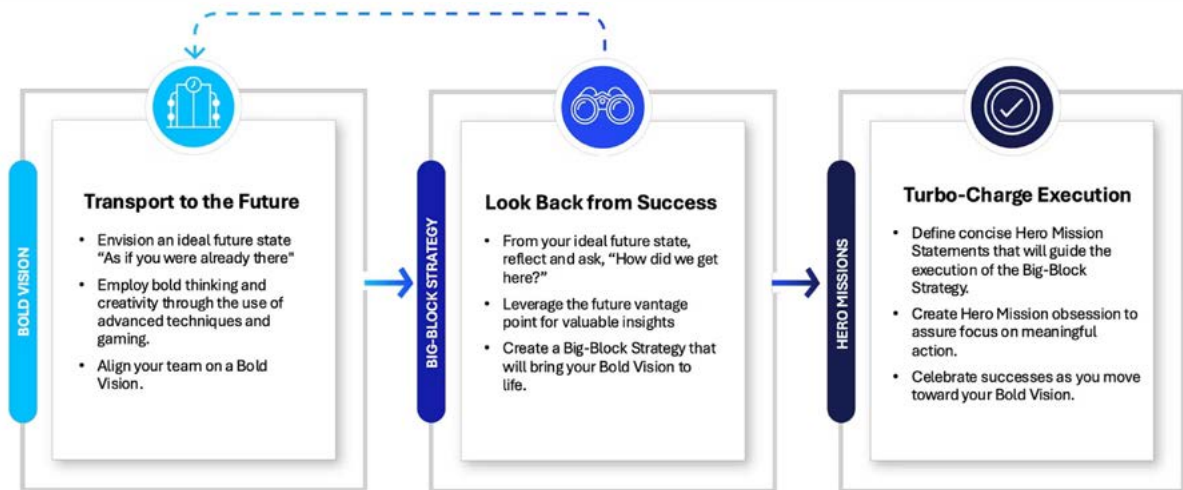 BOLD VISION
Transport to the Future
• Envision an ideal future state
“As if you were already there"
• Employ bold thinking and
creativity through the use of
advanced techniques and
gaming.
• Align your team on a Bold
Vision.
BIG-BLOCK STRATEGY
Look Back from Success
• From your ideal future state,
reflect and ask, “How did we get
here?”
• Leverage the future vantage
point for valuable insights
• Create a Big-Block Strategy that
will bring your Bold Vision to
life.
HERO MISSIONS
Turbo-Charge Execution
• Define concise Hero Mission
Statements that will guide the
execution of the Big-Block
Strategy.
• Create Hero Mission obsession to
assure focus on meaningful
action.
• Celebrate successes as you move
toward your Bold Vision.